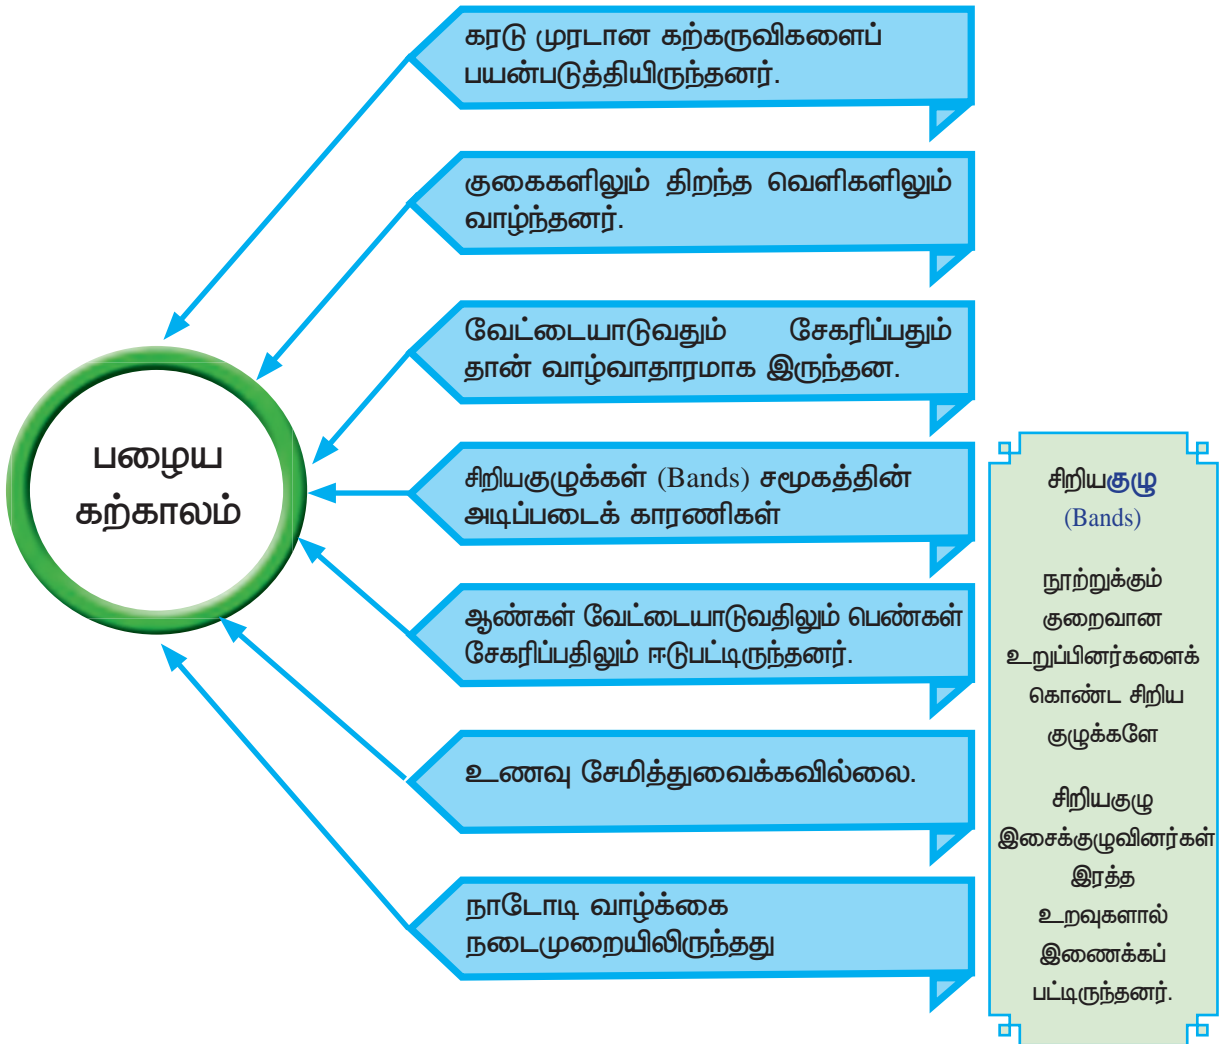 கரடு முரடான கற்கருவிகளைப்
பயன்படுத்தியிருந்தனர்.
குகைகளிலும் திறந்த வெளிகளிலும்
வாழ்ந்தனர்.
வேட்டையாடுவதும் சேகரிப்பதும்
தான் வாழ்வாதாரமாக இருந்தன.
பழைய
கற்காலம்
சிறியகுழுக்கள் (Bands) சமூகத்தின்
அடிப்படைக் காரணிகள்
ஆண்கள் வேட்டையாடுவதிலும் பெண்கள்
சேகரிப்பதிலும் ஈடுபட்டிருந்தனர்.
உணவு சேமித்துவைக்கவில்லை.
நாடோடி வாழ்க்கை
நடைமுறையிலிருந்தது
சிறியகுழு
(Bands)
நூற்றுக்கும்
குறைவான
உறுப்பினர்களைக்
கொண்ட சிறிய
குழுக்களே
சிறியகுழு
இசைக்குழுவினர்கள்
இரத்த
உறவுகளால்
இணைக்கப்
பட்டிருந்தனர்.